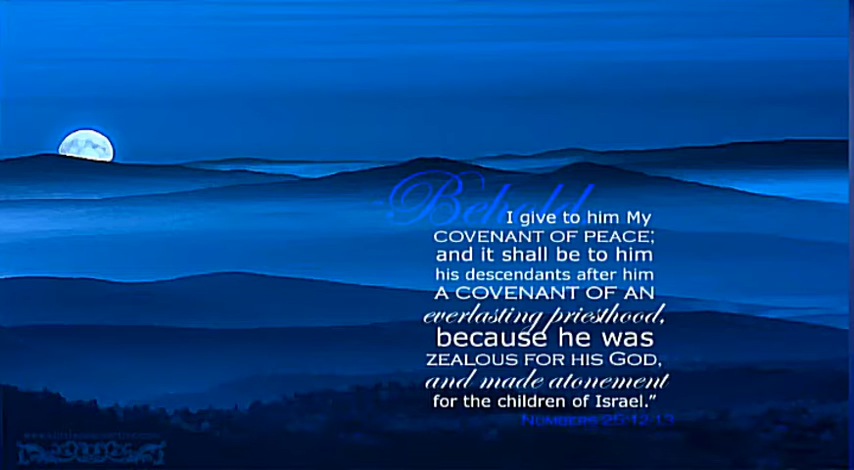 Behold
I give to him My
COVENANT OF PEACE;
and it shall be to him
his descendants after him
A COVENANT OF AN
everlasting priesthood,
because he was
ZEALOUS FOR HIS GOD,
and made atonement
for the children of Israel.”
NUMBERS 25:12-13